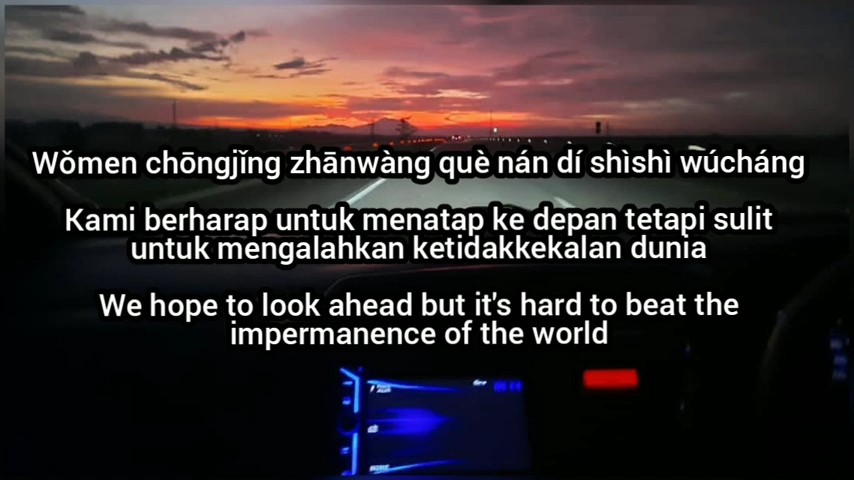 Wǒmen chōngjǐng zhānwàng què nán dí shìshì wúcháng
Kami berharap untuk menatap ke depan tetapi sulit
untuk mengalahkan ketidakkekalan dunia
We hope to look ahead but it's hard to beat the
impermanence of the world